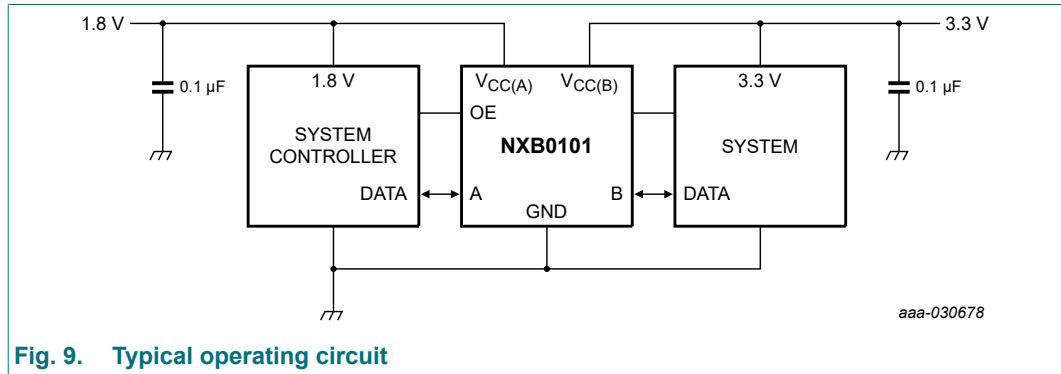 1.8 V
3.3 V
0.1 μF
1.8 V
SYSTEM
CONTROLLER
DATA
VCC(A)
VCC(B)
OE
NXB0101
A
B
GND
3.3 V
SYSTEM
DATA
0.1 μF
aaa-030678
Fig. 9. Typical operating circuit